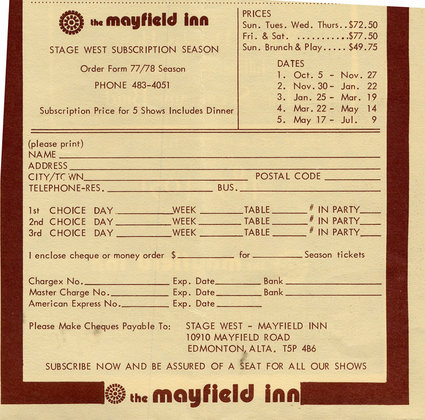 the mayfield inn
STAGE WEST SUBSCRIPTION SEASON
Order Form 77/78 Season
PHONE 483-4051
Subscription Price for 5 Shows Includes Dinner
PRICES
Sun. Tues. Wed. Thurs..$72.50
Fri. & Sat. ...........$77.50
Sun. Brunch & Play.....$49.75
DATES
1. Oct. 5 - Nov. 27
2. Nov. 30 - Jan. 22
3. Jan. 25 - Mar. 19
4. Mar. 22 - May 14
5. May 17 - Jul. 9
(please print)
NAME
ADDRESS
CITY/TOWN POSTAL CODE
TELEPHONE-RES. BUS.
1st CHOICE DAY WEEK TABLE # IN PARTY
2nd CHOICE DAY WEEK TABLE # IN PARTY
3rd CHOICE DAY WEEK TABLE # IN PARTY
I enclose cheque or money order $ for Season tickets
Chargex No. Exp. Date Bank
Master Charge No. Exp. Date Bank
American Express No. Exp. Date
Please Make Cheques Payable To: STAGE WEST - MAYFIELD INN
10910 MAYFIELD ROAD
EDMONTON, ALTA. T5P 4B6
SUBSCRIBE NOW AND BE ASSURED OF A SEAT FOR ALL OUR SHOWS
the mayfield inn